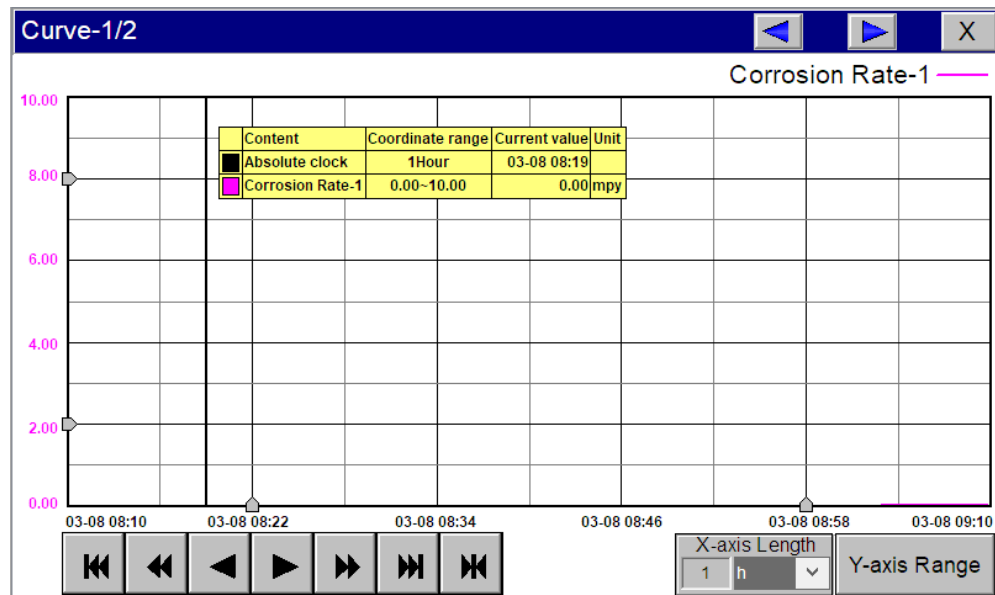 Curve-1/2 X
Corrosion Rate-1
10.00
Content Coordinate range Current value Unit
Absolute clock 1Hour 03-08 08:19
8.00
Corrosion Rate-1 0.00~10.00 0.00 mpy
6.00
4.00
2.00
0.00
03-08 08:10 03-08 08:22 03-08 08:34 03-08 08:46 03-08 08:58 03-08 09:10
X-axis Length
1 h
Y-axis Range